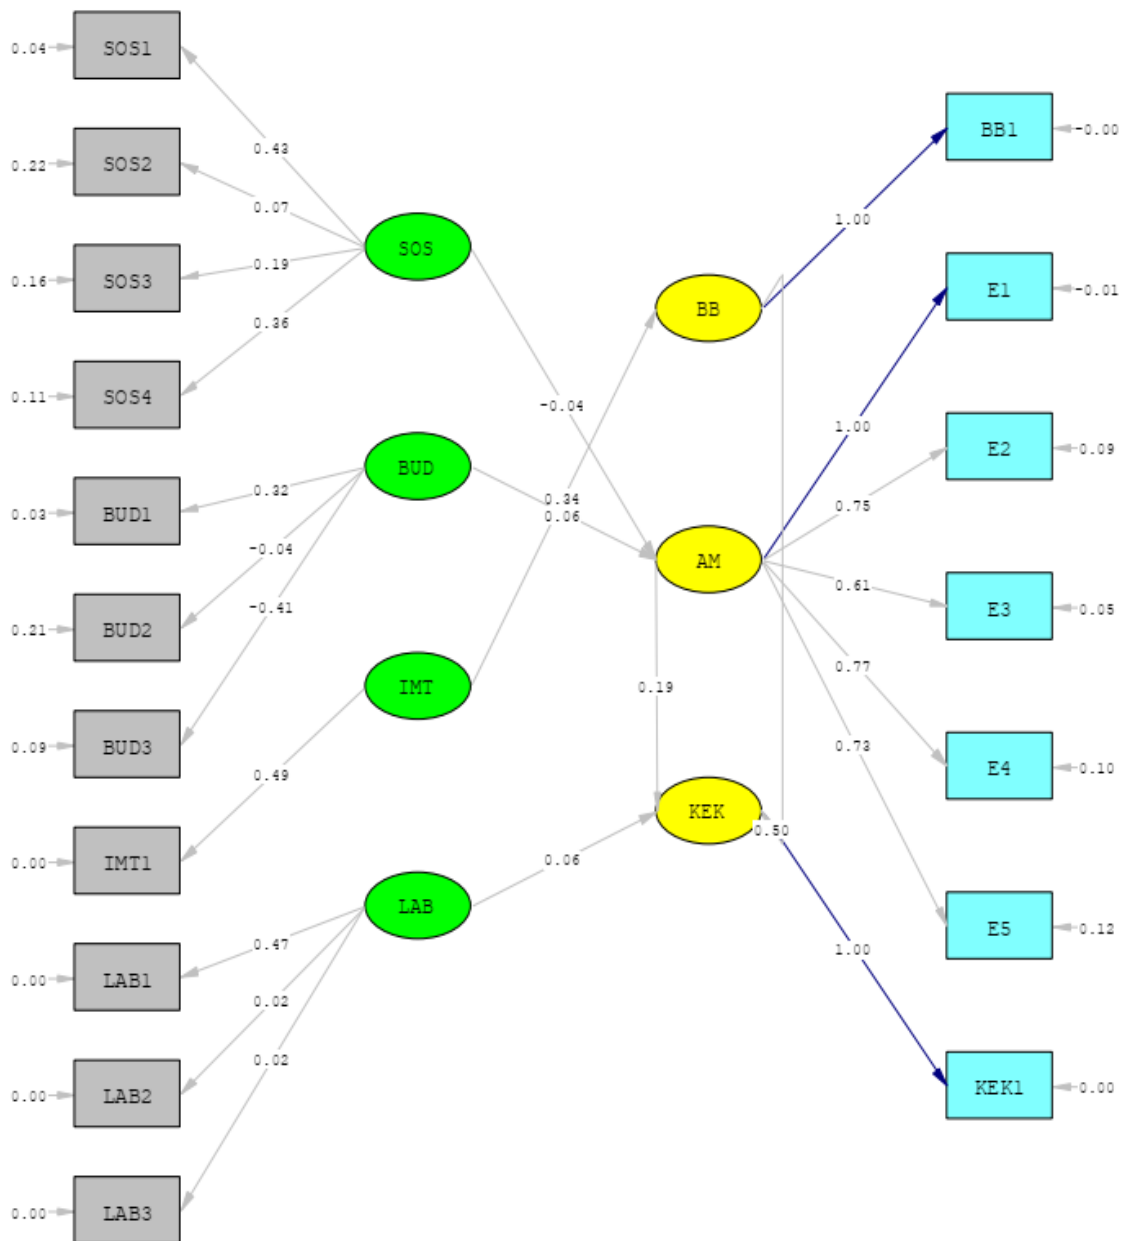 0.04 SOS1
0.22 SOS2
0.16 SOS3
0.11 SOS4
0.03 BUD1
0.21 BUD2
0.09 BUD3
0.00 IMT1
0.00 LAB1
0.00 LAB2
0.00 LAB3
0.43
0.07
0.19
0.36
0.32
-0.04
-0.41
0.49
0.47
0.02
0.02
SOS
BUD
IMT
LAB
-0.04
0.34
0.06
0.06
BB
AM
0.19
KEK
0.50
1.00
1.00
0.75
0.61
0.77
0.73
1.00
BB1 -0.00
E1 -0.01
E2 0.09
E3 0.05
E4 0.10
E5 0.12
KEK1 0.00